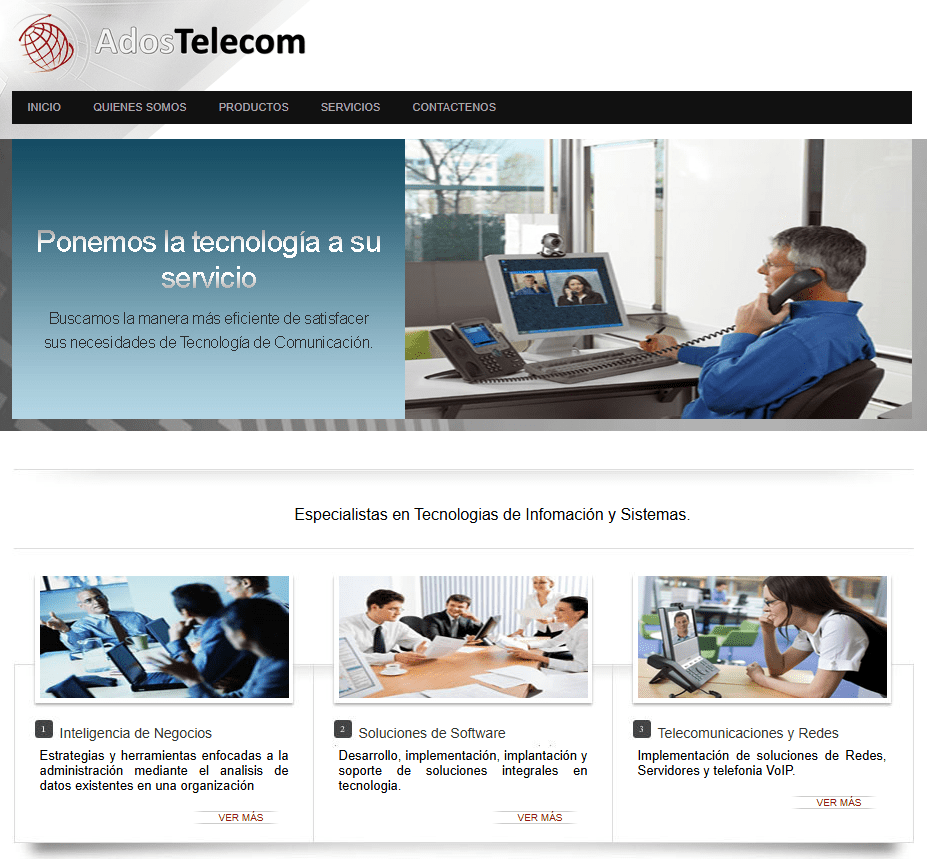 AdosTelecom
INICIO QUIENES SOMOS PRODUCTOS SERVICIOS CONTACTENOS
Ponemos la tecnología a su
servicio
Buscamos la manera más eficiente de satisfacer
sus necesidades de Tecnología de Comunicación.
Especialistas en Tecnologias de Infomación y Sistemas.
1 Inteligencia de Negocios
Estrategias y herramientas enfocadas a la
administración mediante el analisis de
datos existentes en una organización
VER MÁS
2 Soluciones de Software
Desarrollo, implementación, implantación y
soporte de soluciones integrales en
tecnologia.
VER MÁS
3 Telecomunicaciones y Redes
Implementación de soluciones de Redes,
Servidores y telefonia VoIP.
VER MÁS